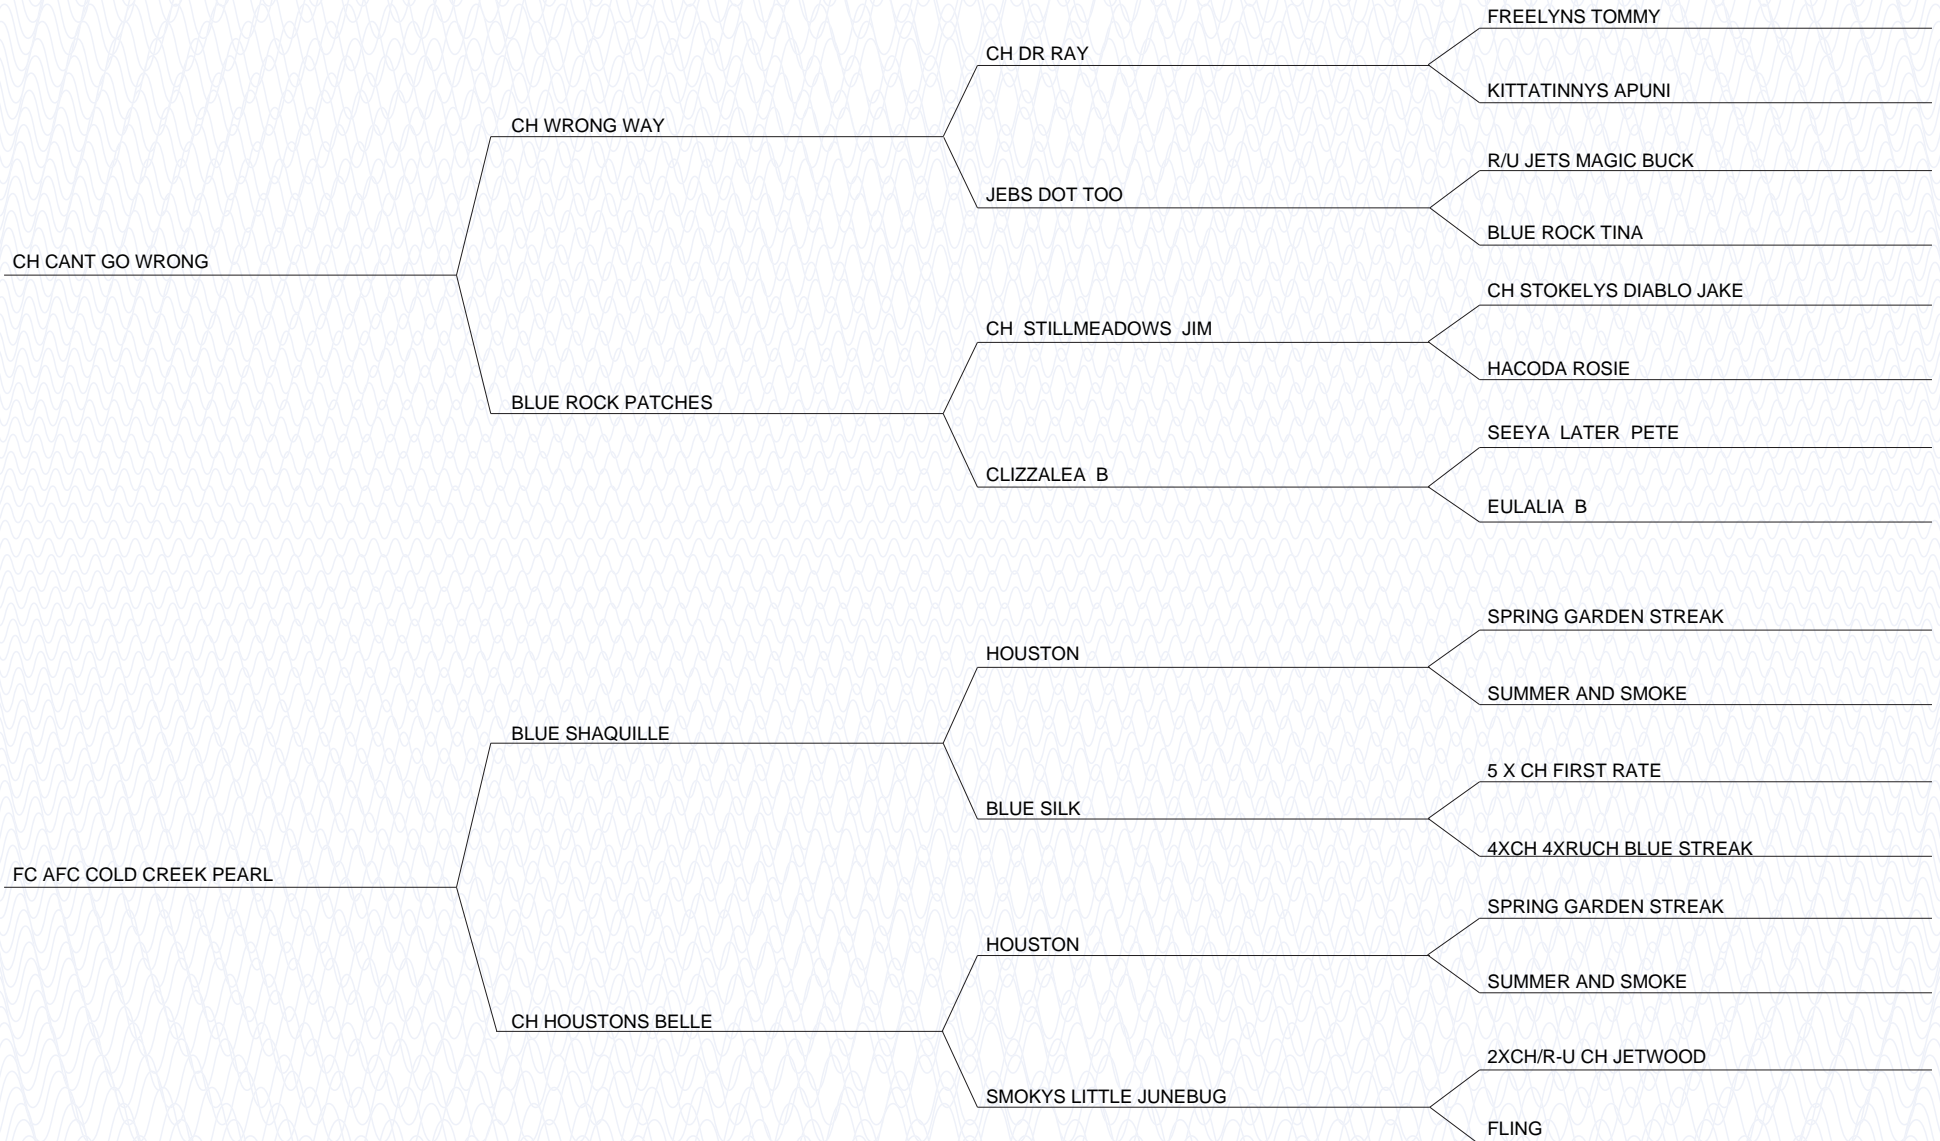 FREELYNS TOMMY
CH DR RAY
KITTATINNYS APUNI
CH WRONG WAY
R/U JETS MAGIC BUCK
JEBS DOT TOO
BLUE ROCK TINA
CH CANT GO WRONG
CH STOKELYS DIABLO JAKE
CH  STILLMEADOWS  JIM
HACODA ROSIE
BLUE ROCK PATCHES
SEEYA  LATER  PETE
CLIZZALEA  B
EULALIA  B
SPRING GARDEN STREAK
HOUSTON
SUMMER AND SMOKE
BLUE SHAQUILLE
5 X CH FIRST RATE
BLUE SILK
4XCH 4XRUCH BLUE STREAK
FC AFC COLD CREEK PEARL
SPRING GARDEN STREAK
HOUSTON
SUMMER AND SMOKE
CH HOUSTONS BELLE
2XCH/R-U CH JETWOOD
SMOKYS LITTLE JUNEBUG
FLING